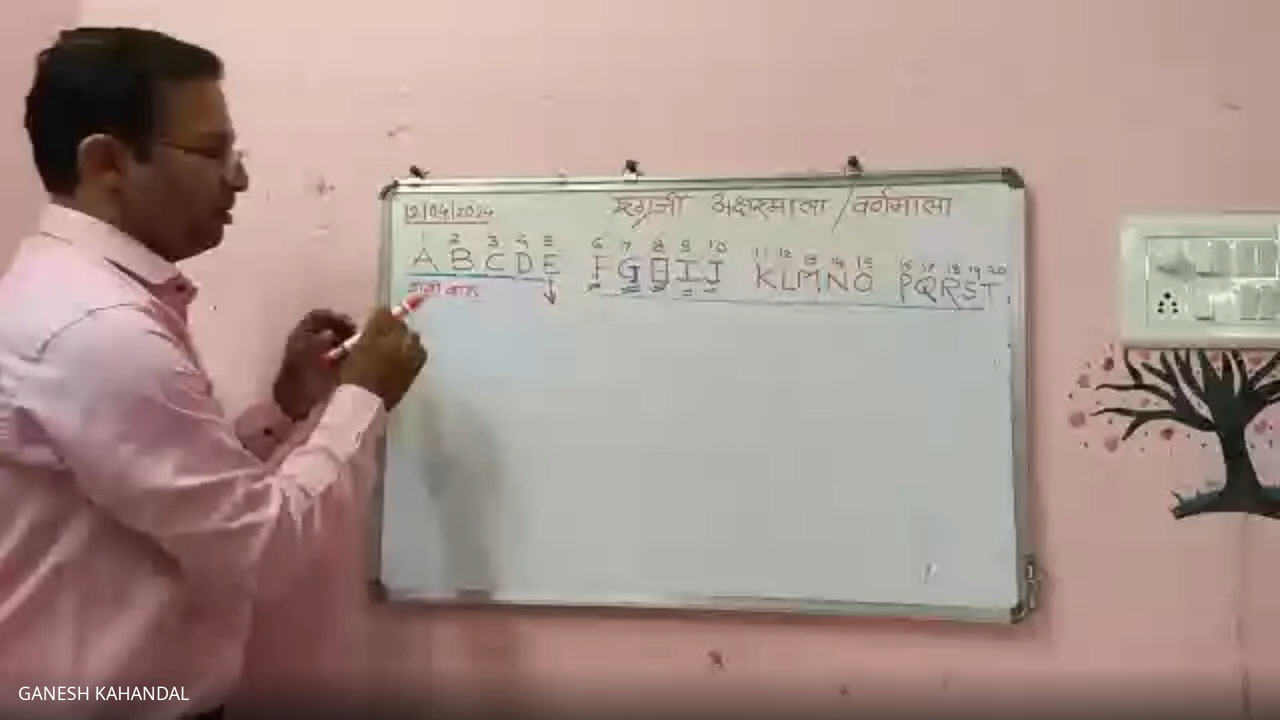 12/04/2024
इंग्रजी अक्षरमाला / वर्णमाला
1 2 3 4 5 6 7 8 9 10 11 12 13 14 15 16 17 18 19 20
A B C D E F G H I J K L M N O P Q R S T
डावी बाजू
GANESH KAHANDAL